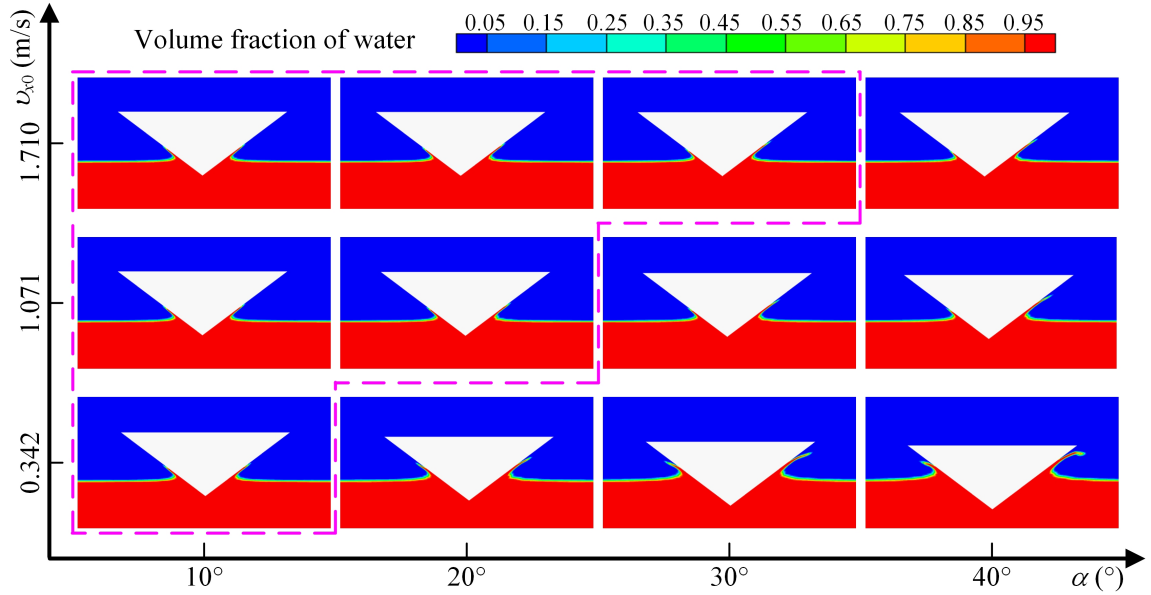 0.05 0.15 0.25 0.35 0.45 0.55 0.65 0.75 0.85 0.95
Volume fraction of water
υx0 (m/s)
1.710
1.071
0.342
10° 20° 30° 40° α (°)